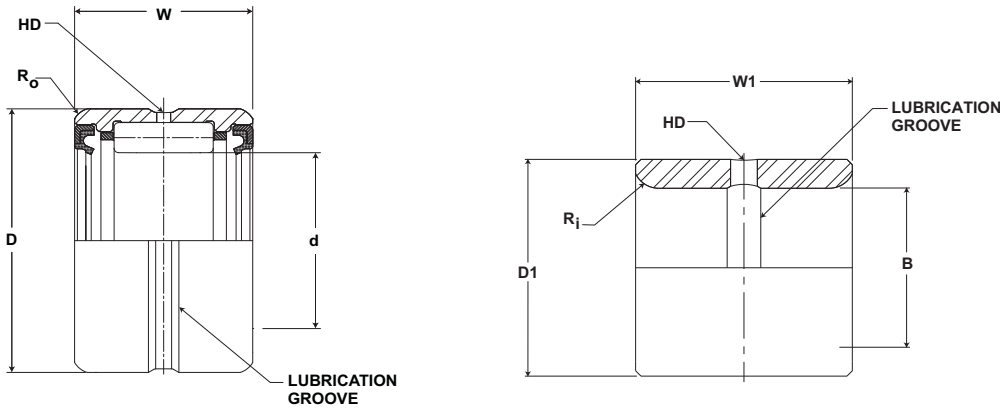 W
HD
Ro
D
d
LUBRICATION
GROOVE
W1
HD
LUBRICATION
GROOVE
Ri
D1
B